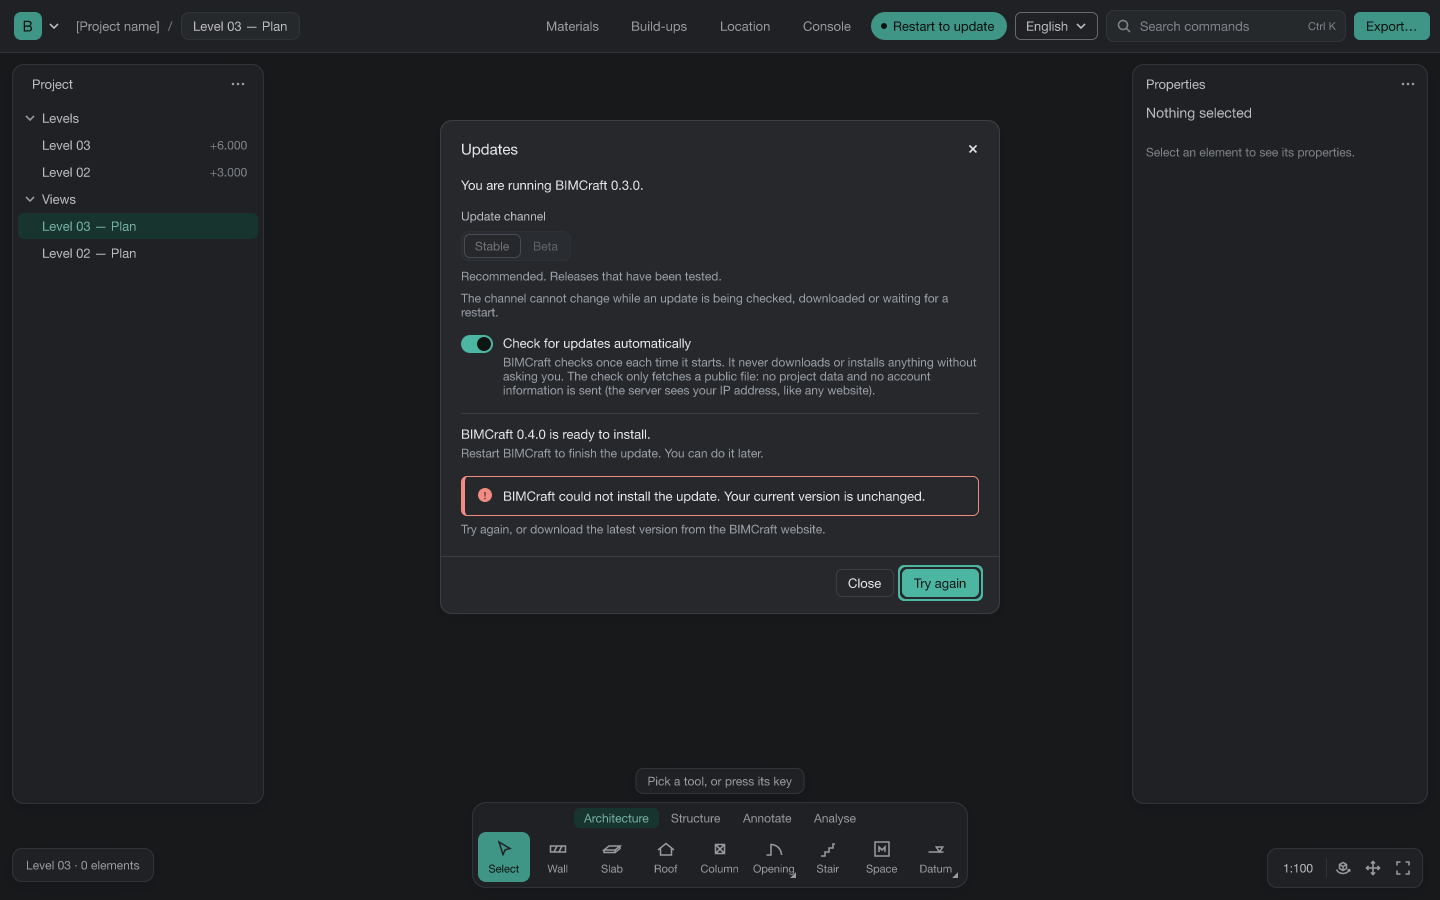 B
[Project name] / Level 03 — Plan
Materials
Build-ups
Location
Console
Restart to update
English
Search commands
Ctrl K
Export...
Project
Levels
Level 03 +6.000
Level 02 +3.000
Views
Level 03 — Plan
Level 02 — Plan
Updates
You are running BIMCraft 0.3.0.
Update channel
Stable Beta
Recommended. Releases that have been tested.
The channel cannot change while an update is being checked, downloaded or waiting for a
restart.
Check for updates automatically
BIMCraft checks once each time it starts. It never downloads or installs anything without
asking you. The check only fetches a public file: no project data and no account
information is sent (the server sees your IP address, like any website).
BIMCraft 0.4.0 is ready to install.
Restart BIMCraft to finish the update. You can do it later.
BIMCraft could not install the update. Your current version is unchanged.
Try again, or download the latest version from the BIMCraft website.
Close
Try again
Properties
Nothing selected
Select an element to see its properties.
Pick a tool, or press its key
Architecture Structure Annotate Analyse
Select Wall Slab Roof Column Opening Stair Space Datum
Level 03 · 0 elements
1:100